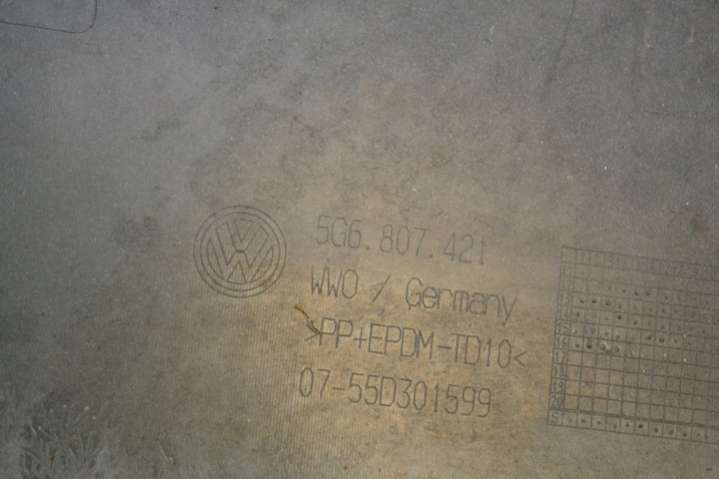 5G6.807.421
WWO / Germany
>PP+EPDM-TD10<
07-55D301599